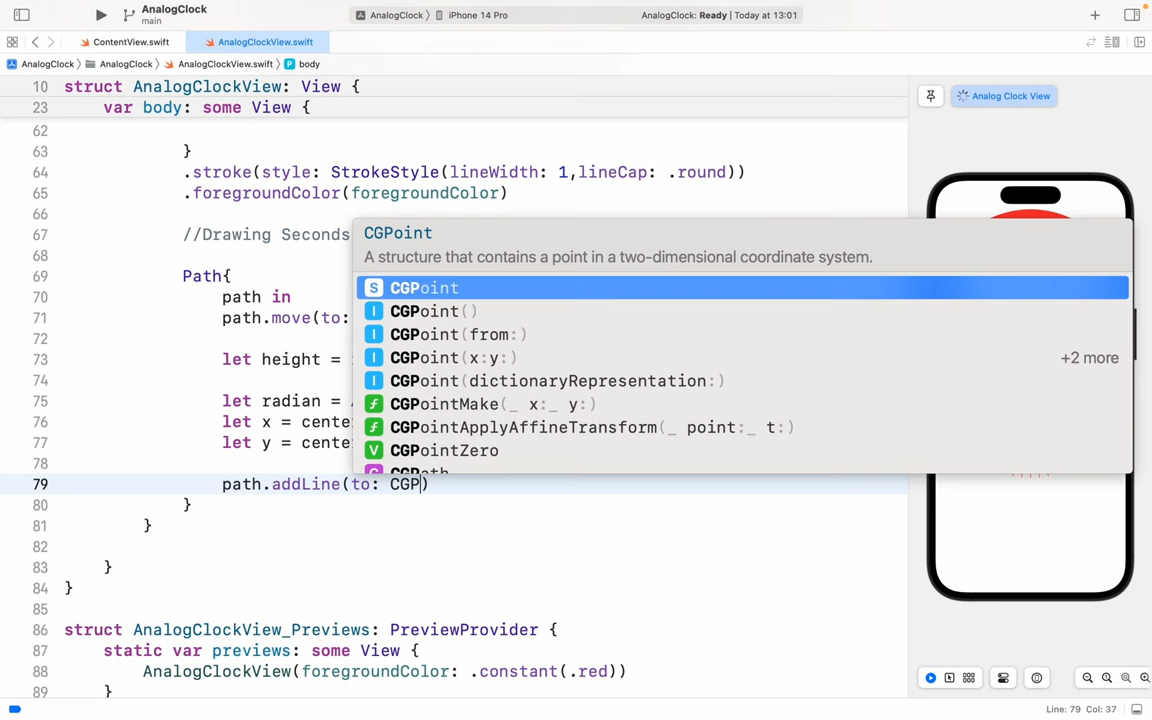 AnalogClock
main
AnalogClock
iPhone 14 Pro
AnalogClock: Ready | Today at 13:01
ContentView.swift
AnalogClockView.swift
AnalogClock
AnalogClock
AnalogClockView.swift
P body
10 struct AnalogClockView: View {
23 var body: some View {
62
63 }
64 .stroke(style: StrokeStyle(lineWidth: 1,lineCap: .round))
65 .foregroundColor(foregroundColor)
66
67 //Drawing Seconds
68
69 Path{
70 path in
71 path.move(to:
72
73 let height =
74
75 let radian =
76 let x = cente
77 let y = cente
78
79 path.addLine(to: CGP)
80 }
81 }
82
83 }
84 }
85
86 struct AnalogClockView_Previews: PreviewProvider {
87 static var previews: some View {
88 AnalogClockView(foregroundColor: .constant(.red))
89 }
CGPoint
A structure that contains a point in a two-dimensional coordinate system.
S CGPoint
I CGPoint()
I CGPoint(from:)
I CGPoint(x:y:)
+2 more
I CGPoint(dictionaryRepresentation:)
f CGPointMake(_ x:_ y:)
f CGPointApplyAffineTransform(_ point:_ t:)
V CGPointZero
CGPath
Analog Clock View
Line: 79 Col: 37